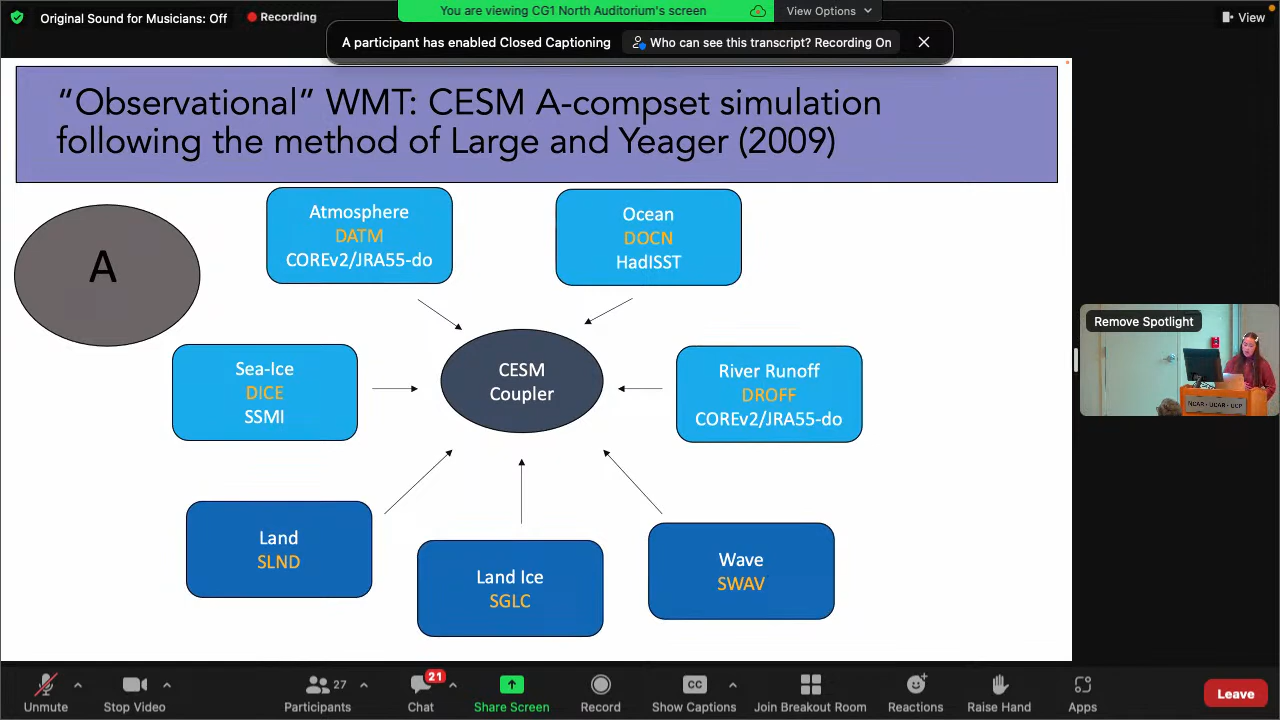 Original Sound for Musicians: Off
Recording
You are viewing CG1 North Auditorium's screen
View Options
View
A participant has enabled Closed Captioning
Who can see this transcript? Recording On
“Observational” WMT: CESM A-compset simulation
following the method of Large and Yeager (2009)
A
Atmosphere
DATM
COREv2/JRA55-do
Ocean
DOCN
HadISST
Sea-Ice
DICE
SSMI
CESM
Coupler
River Runoff
DROFF
COREv2/JRA55-do
Land
SLND
Land Ice
SGLC
Wave
SWAV
Remove Spotlight
NCAR - UCAR - UCP
Unmute
Stop Video
27
Participants
21
Chat
Share Screen
Record
CC
Show Captions
Join Breakout Room
Reactions
Raise Hand
Apps
Leave